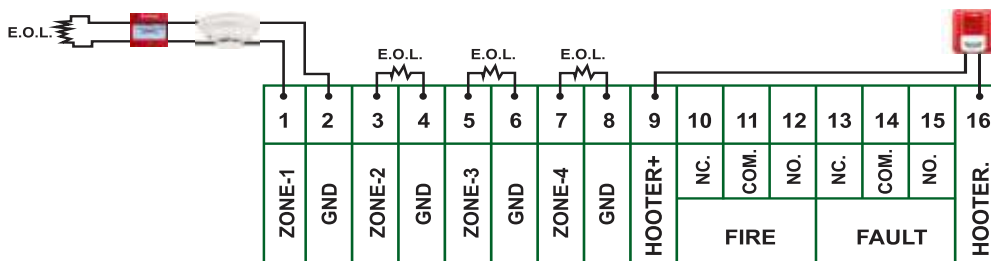 E.O.L.
E.O.L. E.O.L. E.O.L.
1 2 3 4 5 6 7 8 9 10 11 12 13 14 15 16
ZONE-1 GND ZONE-2 GND ZONE-3 GND ZONE-4 GND HOOTER+ NC. COM. NO. NC. COM. NO. HOOTER.
FIRE FAULT